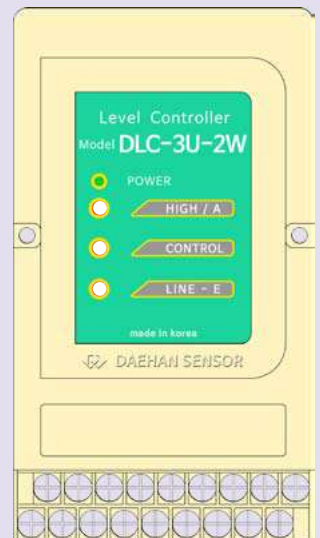 Level Controller
Model DLC-3U-2W
POWER
HIGH / A
CONTROL
LINE - E
made in korea
DAEHAN SENSOR